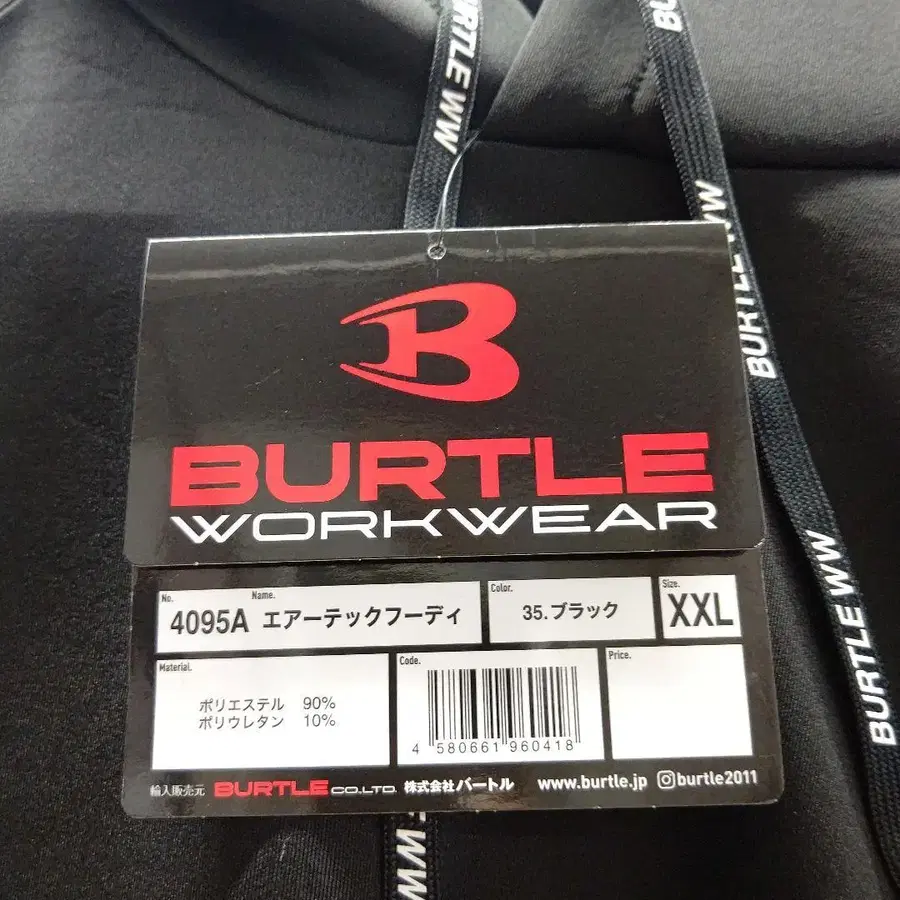 BURTLE WW
BU
WW
BURTLE WW
BURTLE
WORKWEAR
No.
Name.
4095A エアーテックフーディ
Color.
35.ブラック
Size.
XXL
Material.
ポリエステル 90%
ポリウレタン 10%
Code.
4 580661 960418
Price.
輸入販売元 BURTLE CO.LTD. 株式会社バートル www.burtle.jp burtle2011
BURTLE WW
WW